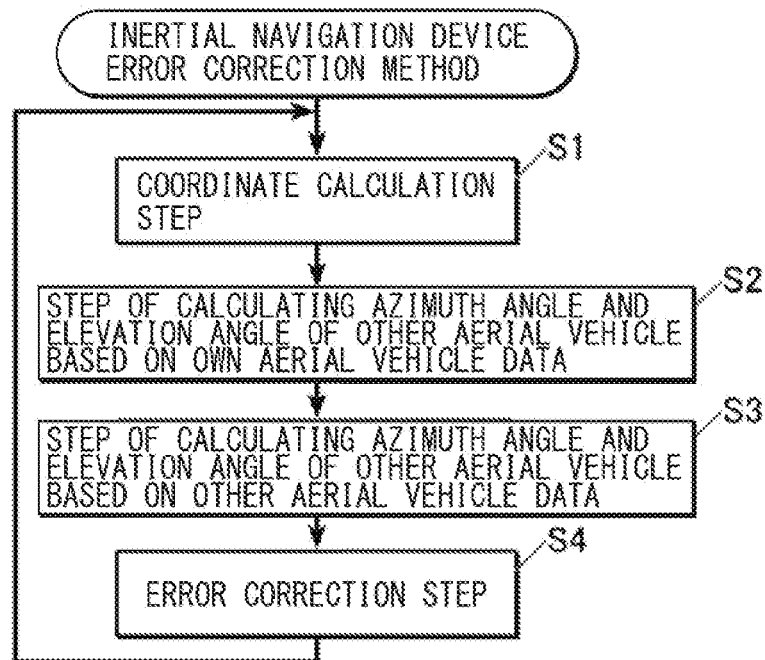 INERTIAL NAVIGATION DEVICE
ERROR CORRECTION METHOD
S1
COORDINATE CALCULATION
STEP
S2
STEP OF CALCULATING AZIMUTH ANGLE AND
ELEVATION ANGLE OF OTHER AERIAL VEHICLE
BASED ON OWN AERIAL VEHICLE DATA
S3
STEP OF CALCULATING AZIMUTH ANGLE AND
ELEVATION ANGLE OF OTHER AERIAL VEHICLE
BASED ON OTHER AERIAL VEHICLE DATA
S4
ERROR CORRECTION STEP